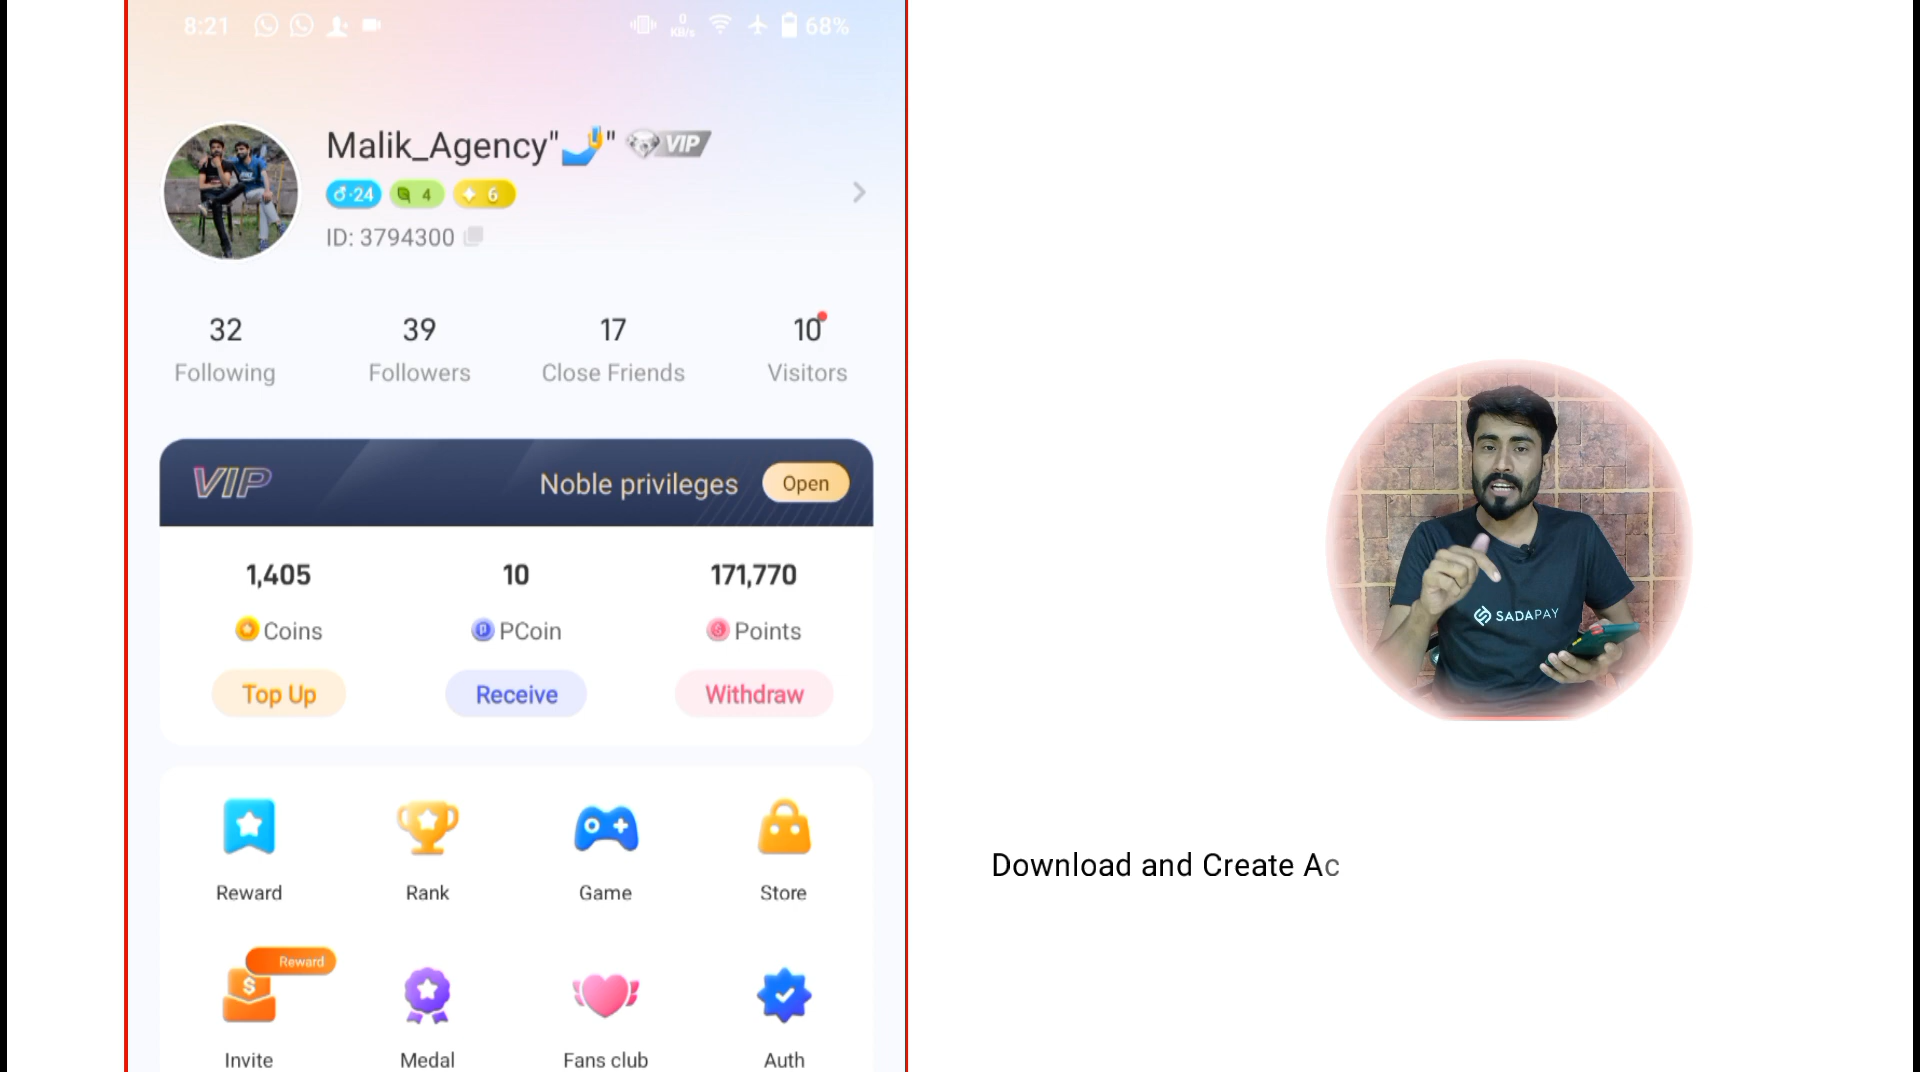 8:21
0
KB/s
68%
Malik_Agency"🤳" VIP
24
4
6
ID: 3794300
32
39
17
10
Following
Followers
Close Friends
Visitors
VIP
Noble privileges
Open
1,405
10
171,770
Coins
PCoin
Points
Top Up
Receive
Withdraw
Reward
Rank
Game
Store
Reward
Invite
Medal
Fans club
Auth
SADAPAY
Download and Create Ac